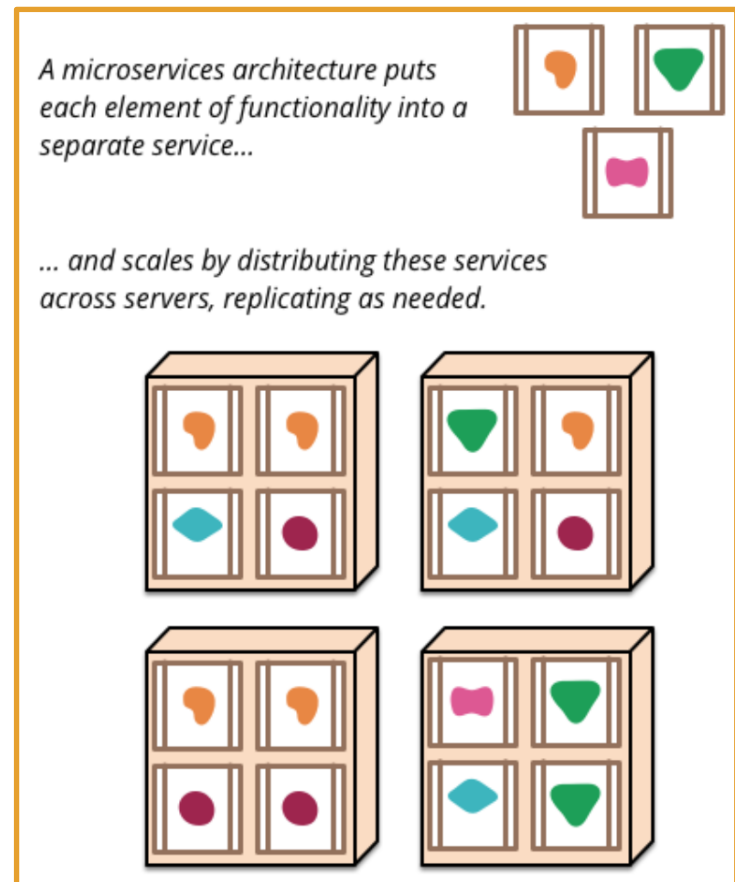 A microservices architecture puts
each element of functionality into a
separate service...
... and scales by distributing these services
across servers, replicating as needed.